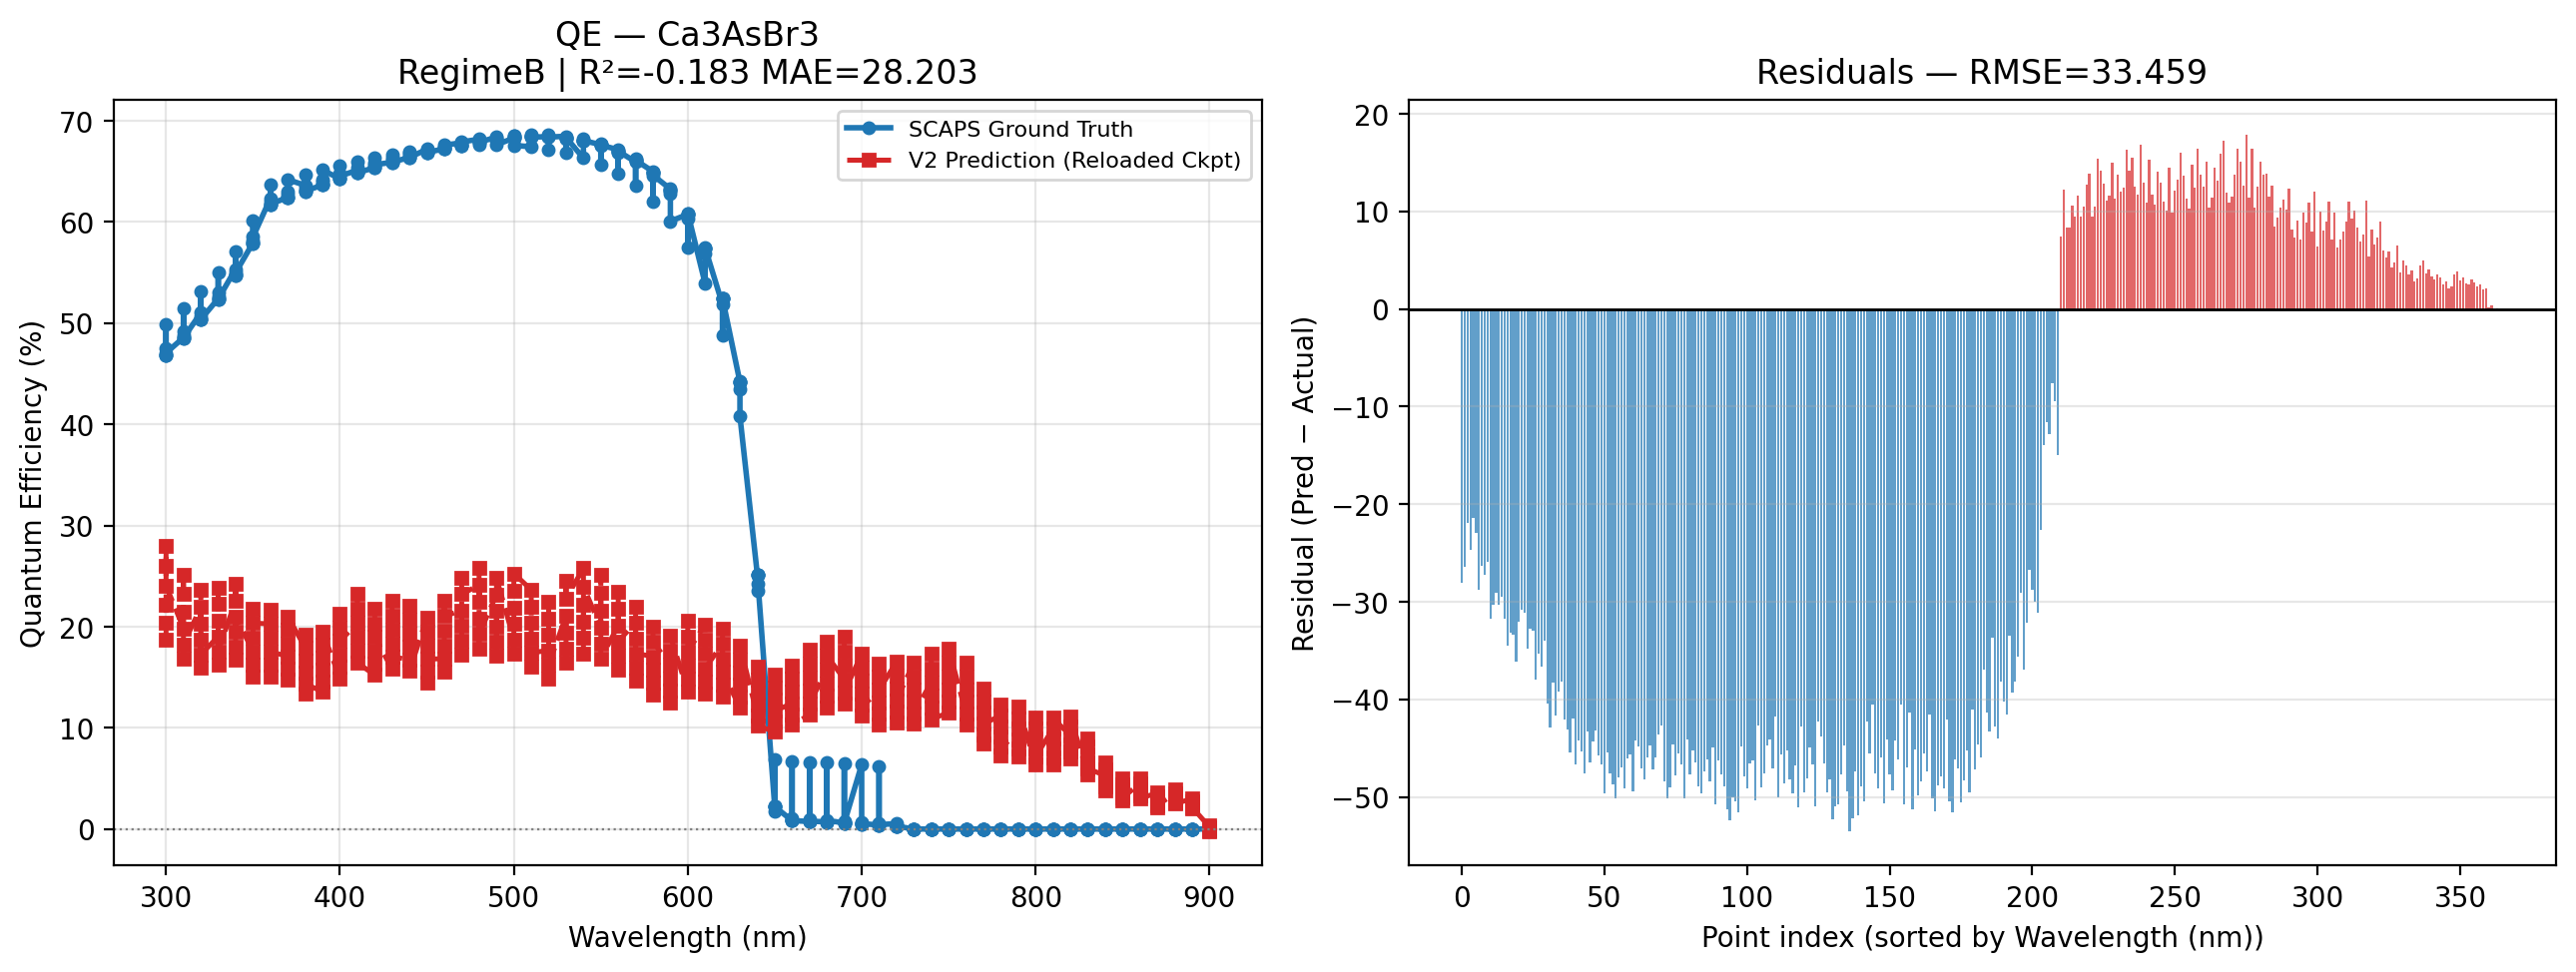 QE — Ca3AsBr3
RegimeB | R²=-0.183 MAE=28.203
Quantum Efficiency (%)
70
60
50
40
30
20
10
0
SCAPS Ground Truth
V2 Prediction (Reloaded Ckpt)
300 400 500 600 700 800 900
Wavelength (nm)
Residuals — RMSE=33.459
Residual (Pred − Actual)
20
10
0
−10
−20
−30
−40
−50
0 50 100 150 200 250 300 350
Point index (sorted by Wavelength (nm))